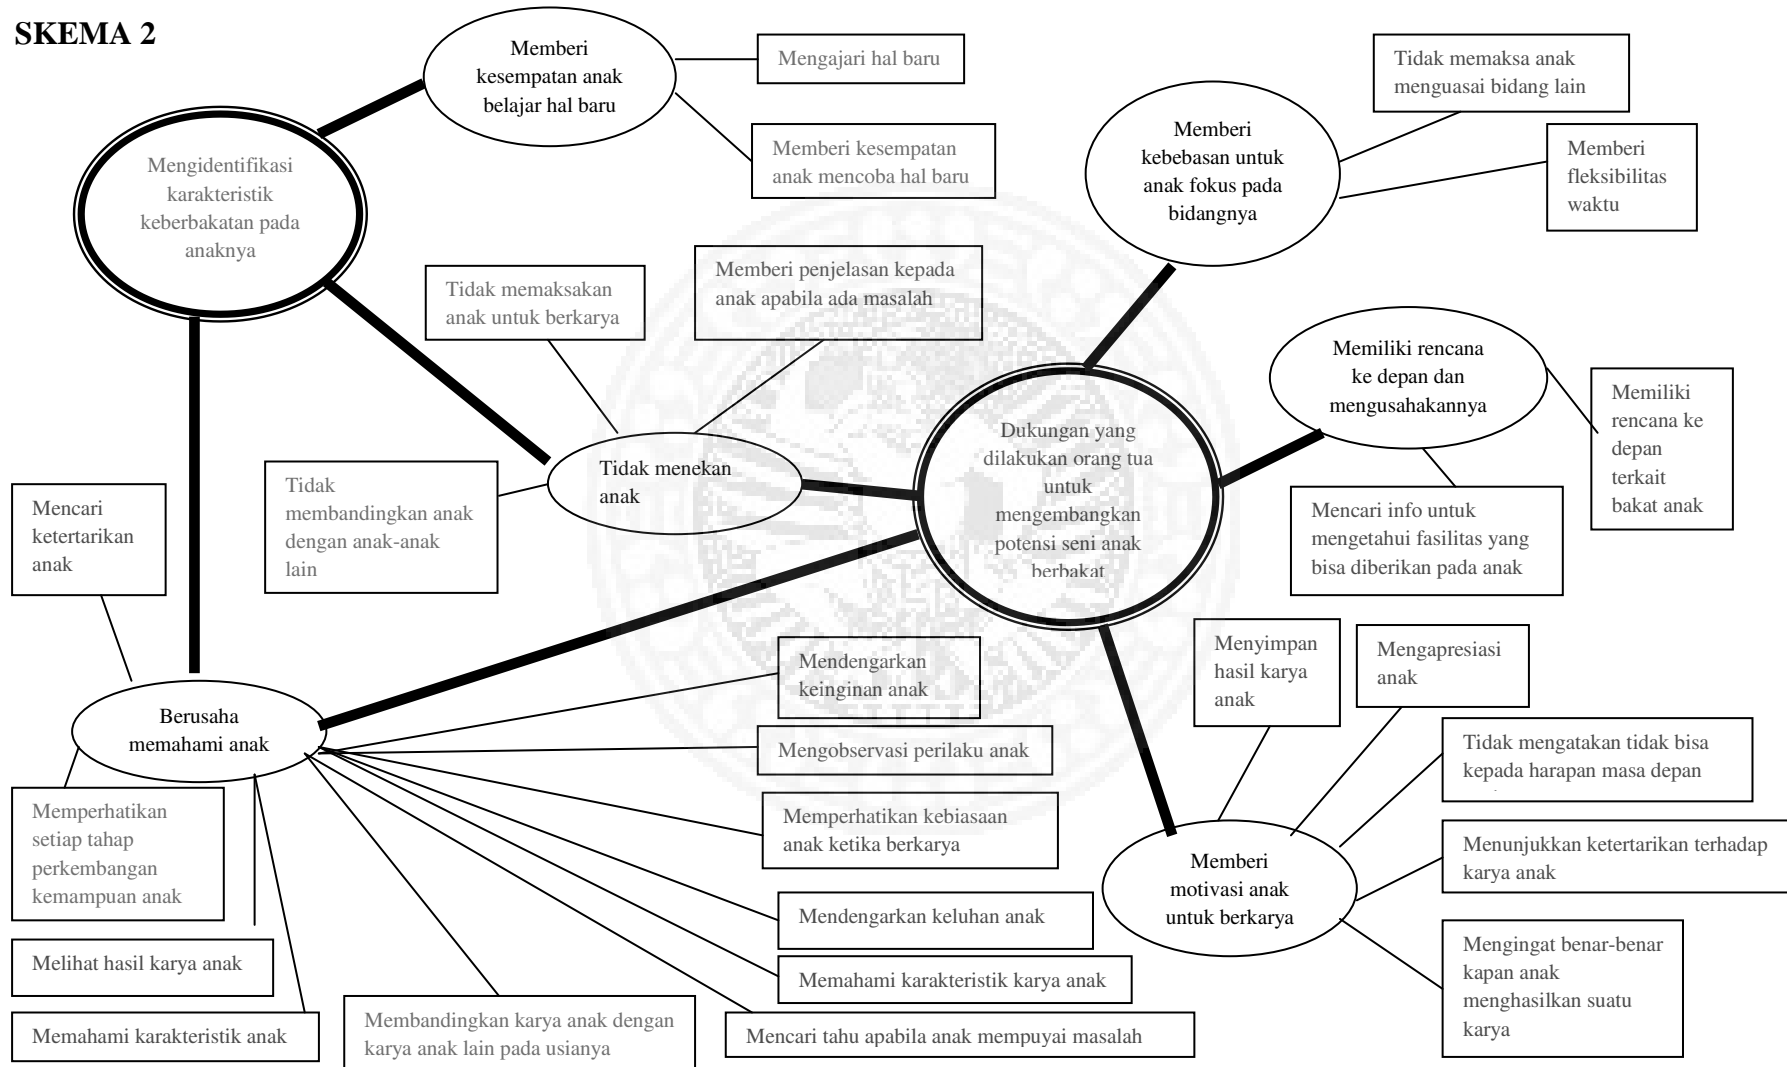 SKEMA 2
Memberi
kesempatan anak
belajar hal baru
Mengajari hal baru
Memberi kesempatan
anak mencoba hal baru
Mengidentifikasi
karakteristik
keberbakatan pada
anaknya
Memberi
kebebasan untuk
anak fokus pada
bidangnya
Tidak memaksa anak
menguasai bidang lain
Memberi
fleksibilitas
waktu
Tidak memaksakan
anak untuk berkarya
Memberi penjelasan kepada
anak apabila ada masalah
Tidak menekan
anak
Tidak
membandingkan anak
dengan anak-anak
lain
Dukungan yang
dilakukan orang tua
untuk
mengembangkan
potensi seni anak
berbakat
Memiliki rencana
ke depan dan
mengusahakannya
Memiliki
rencana ke
depan
terkait
bakat anak
Mencari info untuk
mengetahui fasilitas yang
bisa diberikan pada anak
Mencari
ketertarikan
anak
Berusaha
memahami anak
Mendengarkan
keinginan anak
Mengobservasi perilaku anak
Memperhatikan kebiasaan
anak ketika berkarya
Mendengarkan keluhan anak
Memahami karakteristik karya anak
Mencari tahu apabila anak mempuyai masalah
Membandingkan karya anak dengan
karya anak lain pada usianya
Memperhatikan
setiap tahap
perkembangan
kemampuan anak
Melihat hasil karya anak
Memahami karakteristik anak
Menyimpan
hasil karya
anak
Mengapresiasi
anak
Tidak mengatakan tidak bisa
kepada harapan masa depan
Memberi
motivasi anak
untuk berkarya
Menunjukkan ketertarikan terhadap
karya anak
Mengingat benar-benar
kapan anak
menghasilkan suatu
karya